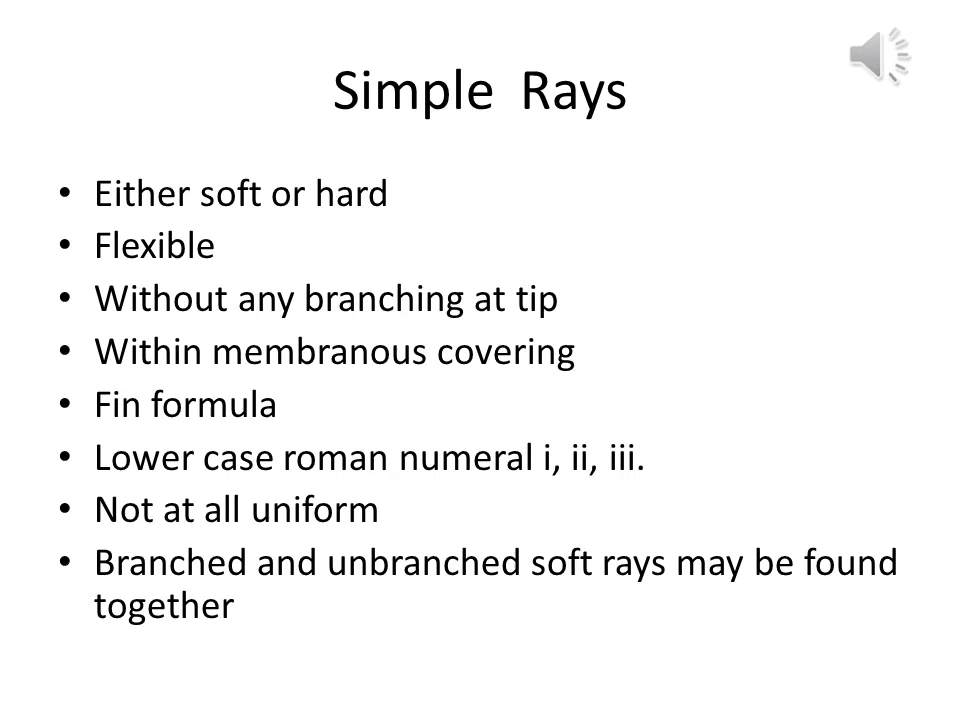 Simple Rays
• Either soft or hard
• Flexible
• Without any branching at tip
• Within membranous covering
• Fin formula
• Lower case roman numeral i, ii, iii.
• Not at all uniform
• Branched and unbranched soft rays may be found
together